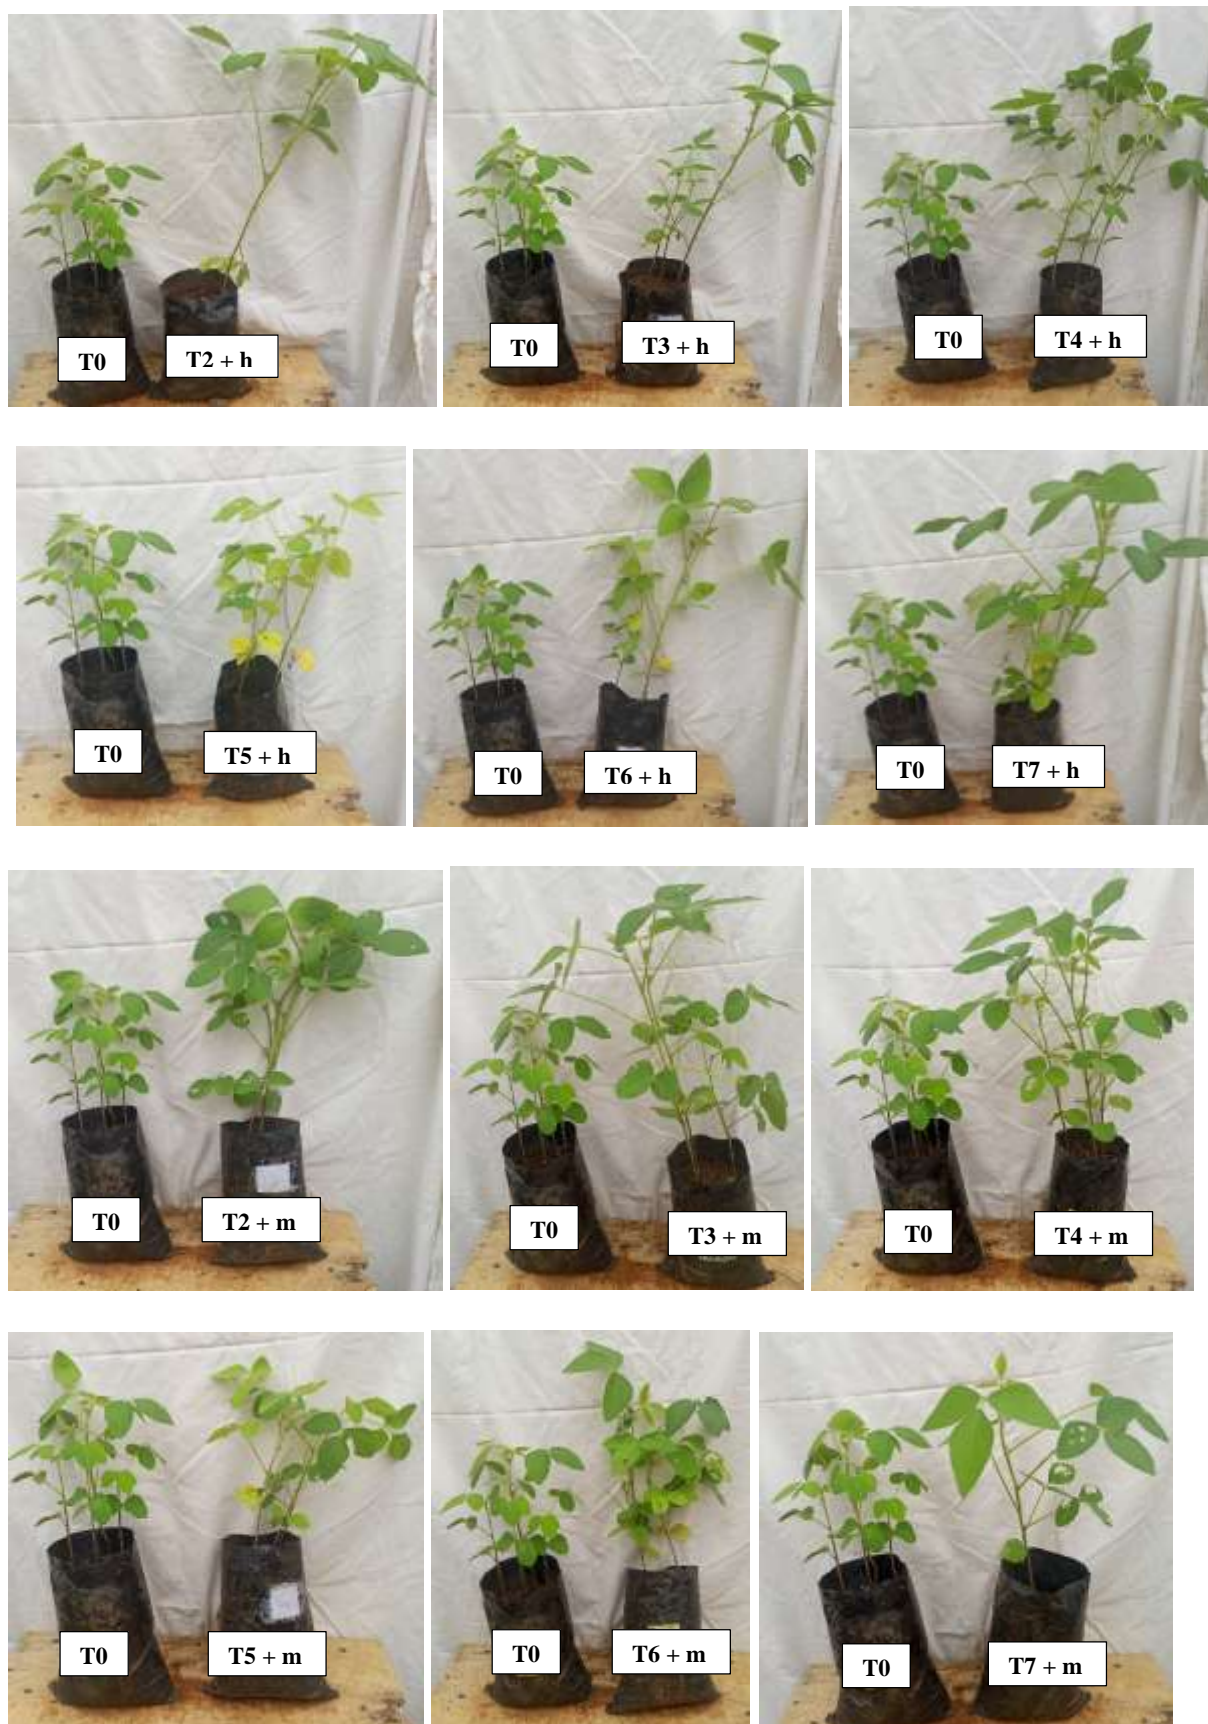 T0
T2 + h
T0
T3 + h
T0
T4 + h
T0
T5 + h
T0
T6 + h
T0
T7 + h
T0
T2 + m
T0
T3 + m
T0
T4 + m
T0
T5 + m
T0
T6 + m
T0
T7 + m